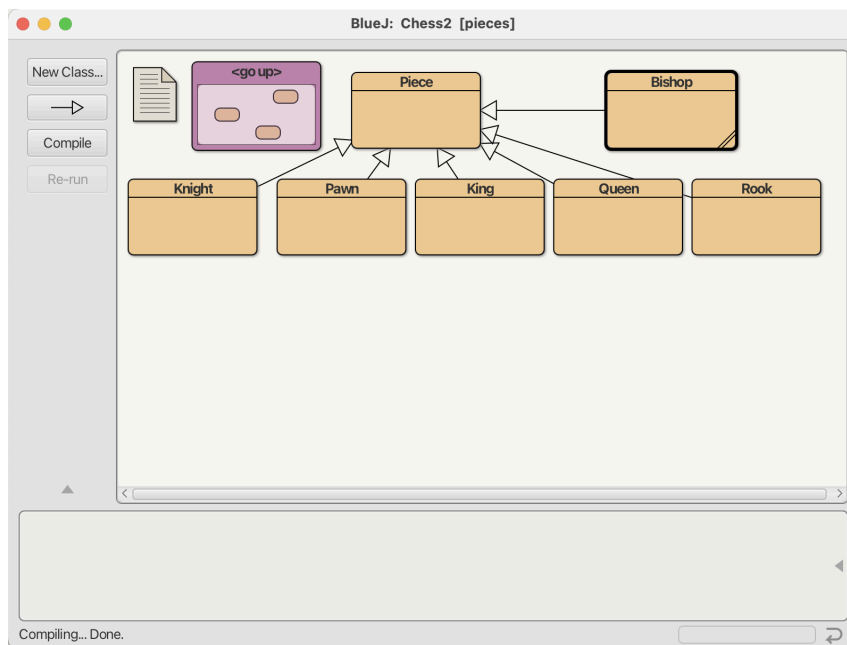 BlueJ: Chess2 [pieces]
New Class...
Compile
Re-run
<go up>
Piece
Bishop
Knight
Pawn
King
Queen
Rook
Compiling... Done.